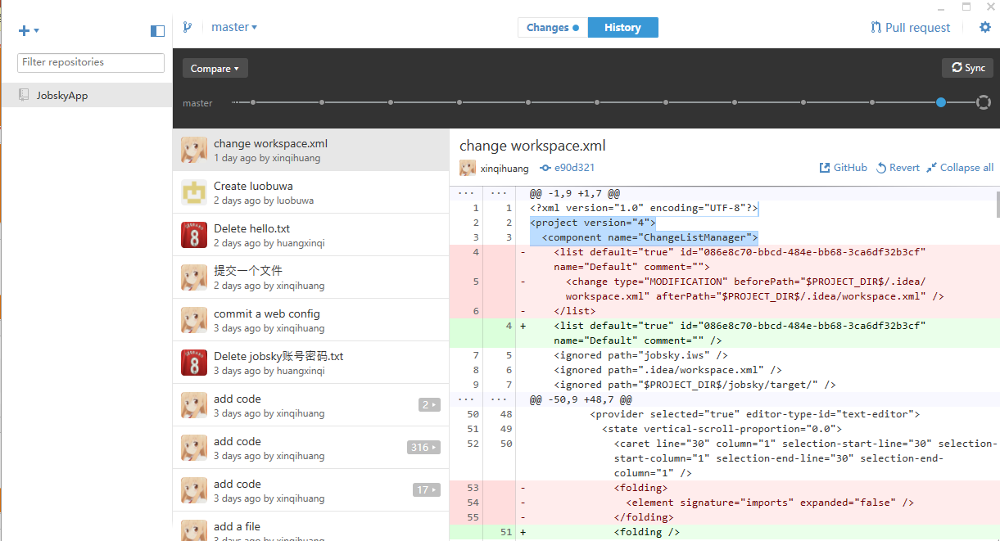 master
Changes
History
Pull request
Filter repositories
JobskyApp
Compare
Sync
master
change workspace.xml
1 day ago by xinqihuang
Create luobuwa
2 days ago by luobuwa
Delete hello.txt
2 days ago by huangxinqi
提交一个文件
2 days ago by xinqihuang
commit a web config
3 days ago by xinqihuang
Delete jobsky账号密码.txt
3 days ago by huangxinqi
add code
3 days ago by xinqihuang
2
add code
3 days ago by xinqihuang
316
add code
3 days ago by xinqihuang
17
add a file
3 days ago by xinqihuang
change workspace.xml
xinqihuang e90d321
GitHub Revert Collapse all
··· ··· @@ -1,9 +1,7 @@
1 1 <?xml version="1.0" encoding="UTF-8"?>
2 2 <project version="4">
3 3 <component name="ChangeListManager">
4 - <list default="true" id="086e8c70-bbcd-484e-bb68-3ca6df32b3cf"
name="Default" comment="">
5 - <change type="MODIFICATION" beforePath="$PROJECT_DIR$/.idea/
workspace.xml" afterPath="$PROJECT_DIR$/.idea/workspace.xml" />
6 - </list>
4 + <list default="true" id="086e8c70-bbcd-484e-bb68-3ca6df32b3cf"
name="Default" comment="" />
7 5 <ignored path="jobsky.iws" />
8 6 <ignored path=".idea/workspace.xml" />
9 7 <ignored path="$PROJECT_DIR$/jobsky/target/" />
··· ··· @@ -50,9 +48,7 @@
50 48 <provider selected="true" editor-type-id="text-editor">
51 49 <state vertical-scroll-proportion="0.0">
52 50 <caret line="30" column="1" selection-start-line="30" selection-
start-column="1" selection-end-line="30" selection-end-
column="1" />
53 - <folding>
54 - <element signature="imports" expanded="false" />
55 - </folding>
51 + <folding />